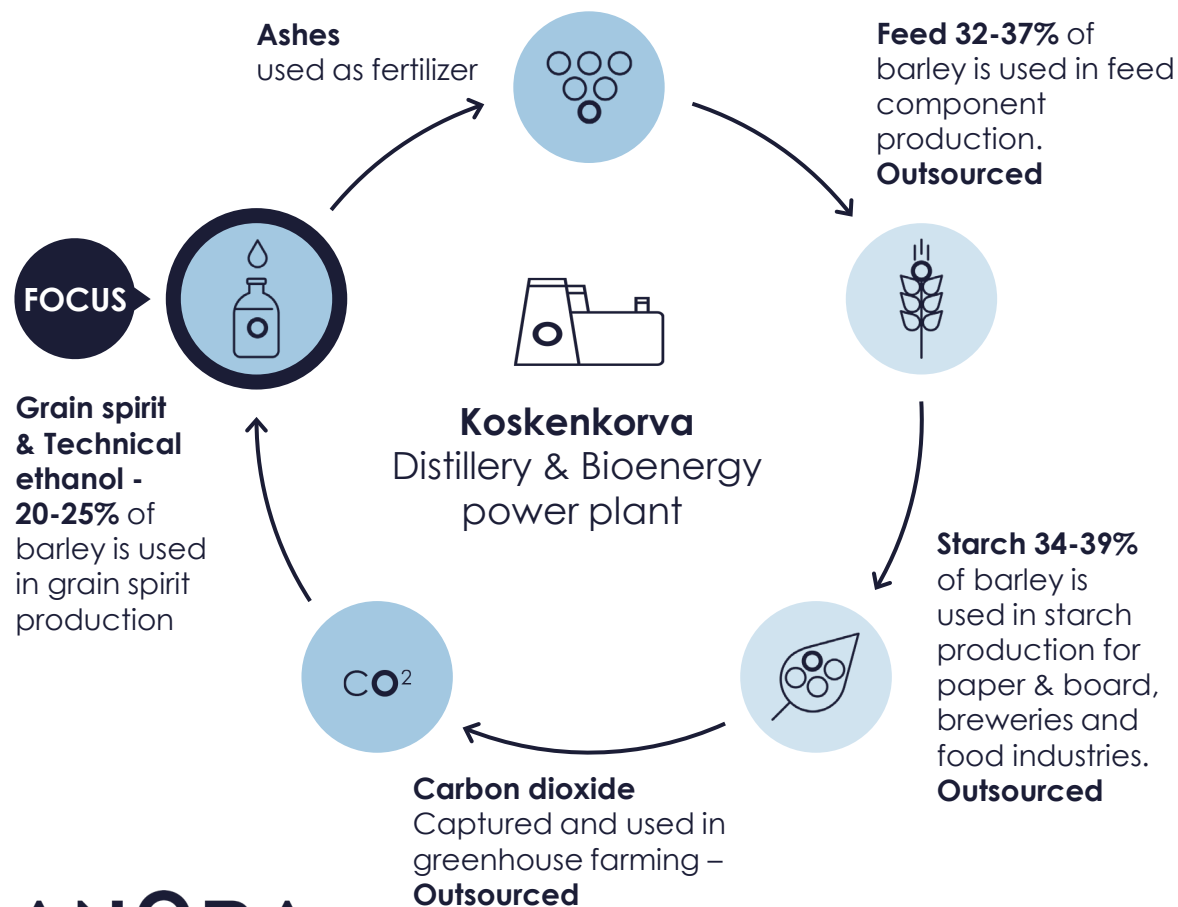 Ashes
used as fertilizer
Feed 32-37% of
barley is used in feed
component
production.
Outsourced
FOCUS
Grain spirit
& Technical
ethanol -
20-25% of
barley is used
in grain spirit
production
Koskenkorva
Distillery & Bioenergy
power plant
Starch 34-39%
of barley is
used in starch
production for
paper & board,
breweries and
food industries.
Outsourced
CO²
Carbon dioxide
Captured and used in
greenhouse farming –
Outsourced
ANORA